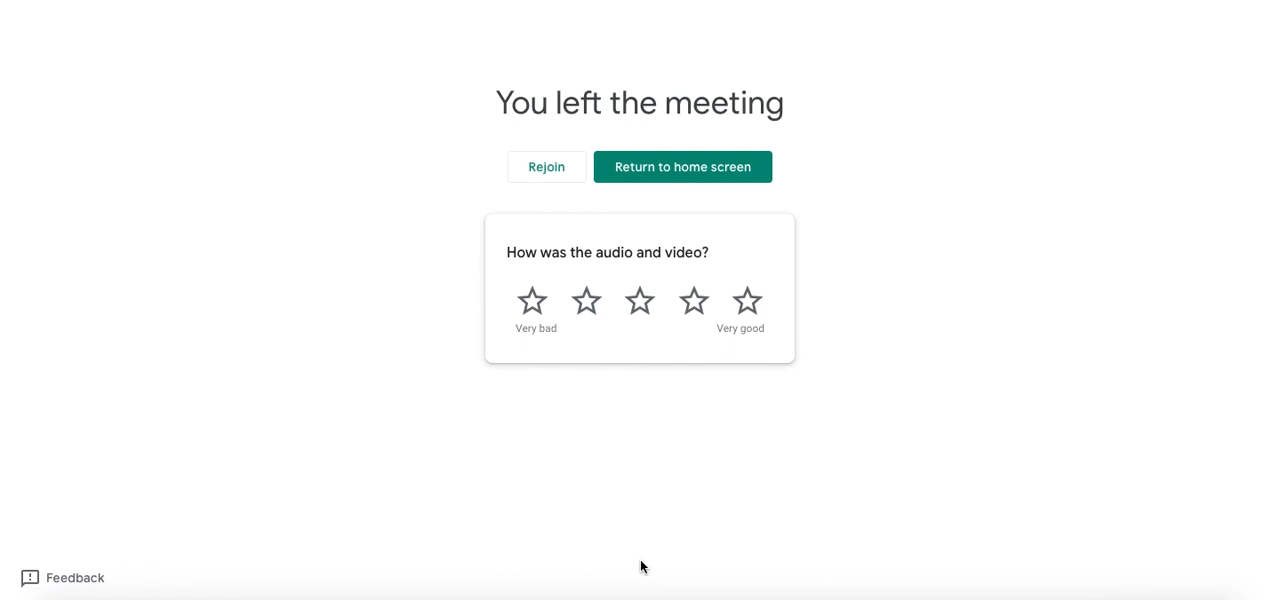 You left the meeting
Rejoin
Return to home screen
How was the audio and video?
Very bad
Very good
Feedback